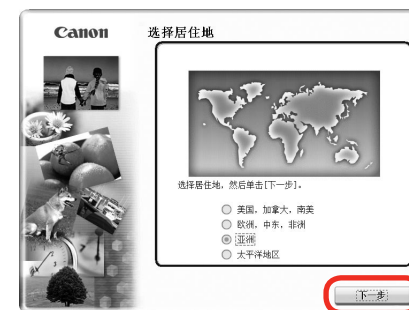 Canon
选择居住地
选择居住地，然后单击[下一步]。
美国，加拿大，南美
欧洲，中东，非洲
亚洲
太平洋地区
下一步